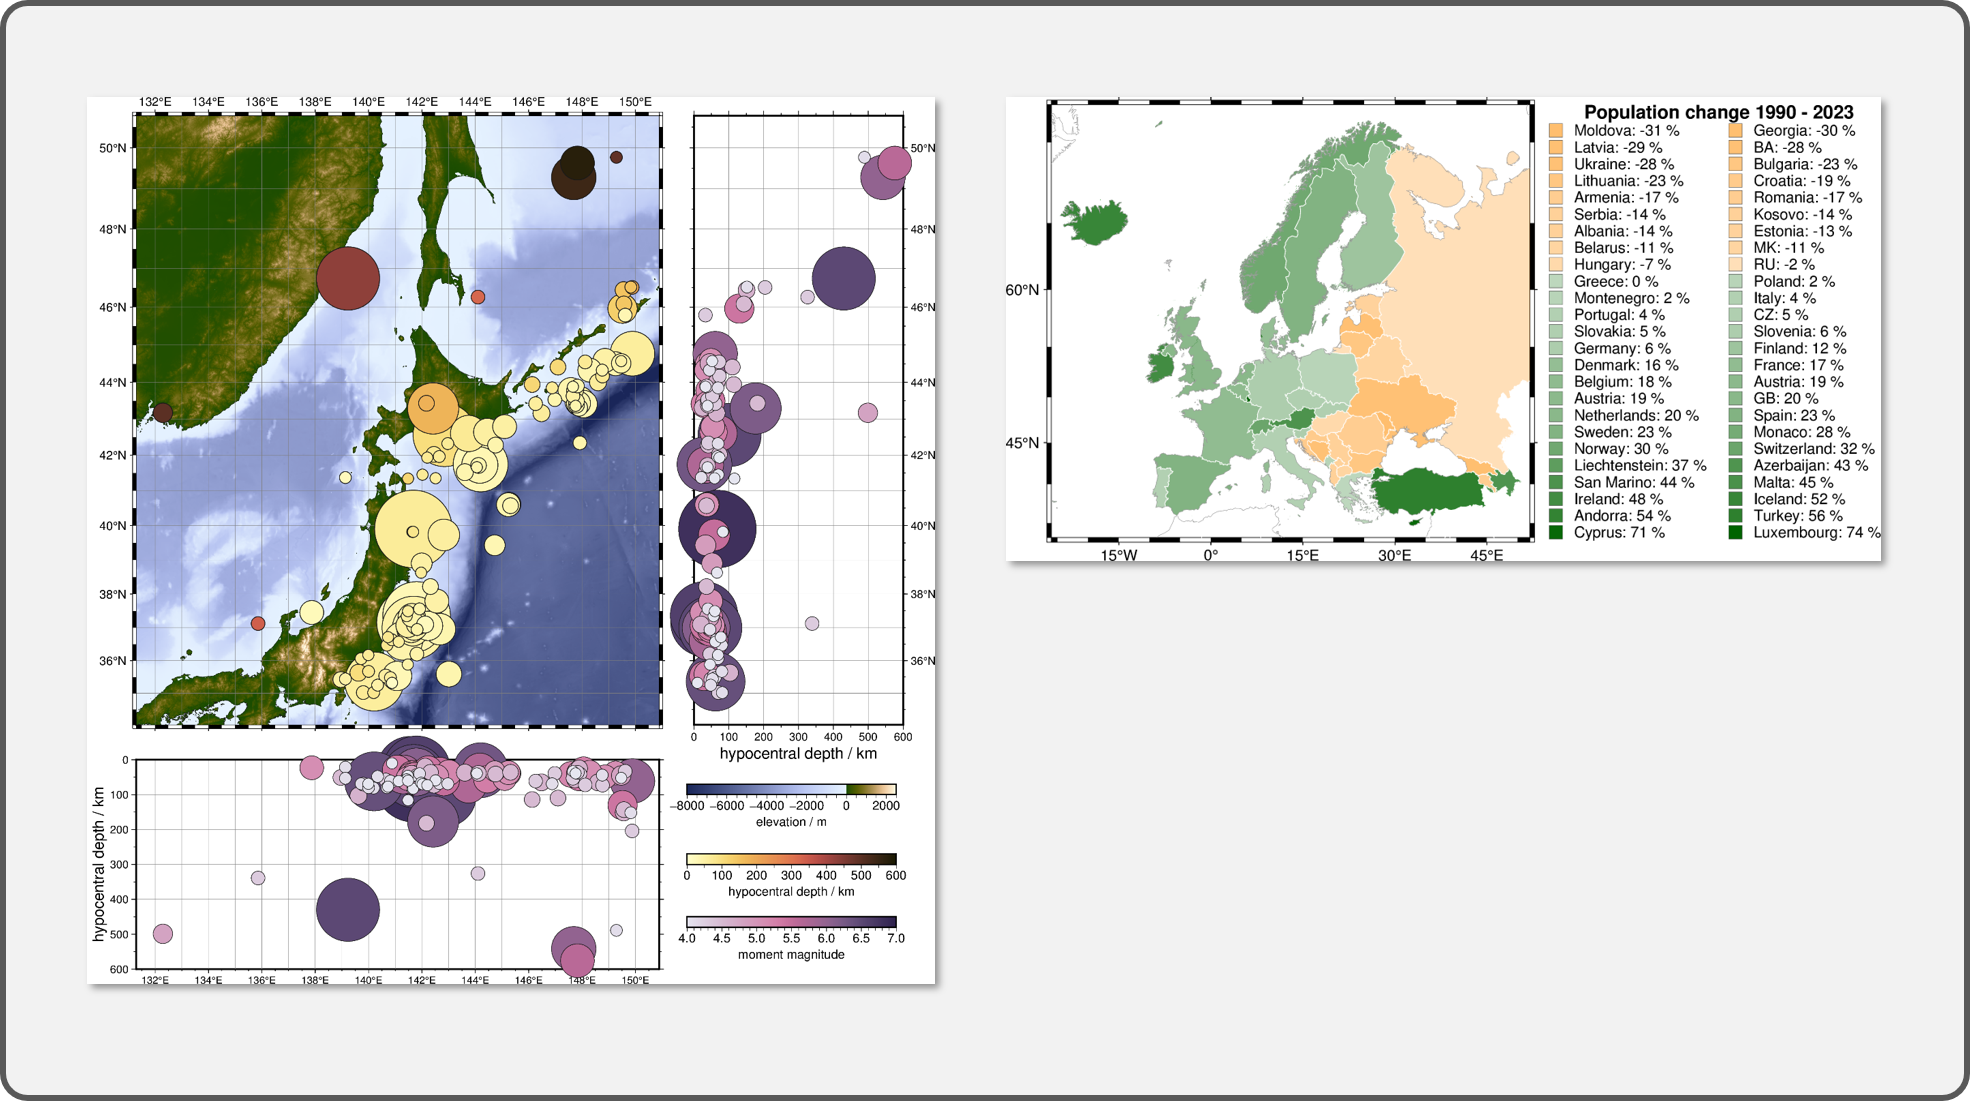 132°E 134°E 136°E 138°E 140°E 142°E 144°E 146°E 148°E 150°E
50°N
48°N
46°N
44°N
42°N
40°N
38°N
36°N
50°N
48°N
46°N
44°N
42°N
40°N
38°N
36°N
0 100 200 300 400 500 600
hypocentral depth / km
0
100
200
300
400
500
600
hypocentral depth / km
132°E 134°E 136°E 138°E 140°E 142°E 144°E 146°E 148°E 150°E
−8000 −6000 −4000 −2000 0 2000
elevation / m
0 100 200 300 400 500 600
hypocentral depth / km
4.0 4.5 5.0 5.5 6.0 6.5 7.0
moment magnitude
60°N
45°N
15°W 0° 15°E 30°E 45°E
Population change 1990 - 2023
Moldova: -31 % Georgia: -30 %
Latvia: -29 % BA: -28 %
Ukraine: -28 % Bulgaria: -23 %
Lithuania: -23 % Croatia: -19 %
Armenia: -17 % Romania: -17 %
Serbia: -14 % Kosovo: -14 %
Albania: -14 % Estonia: -13 %
Belarus: -11 % MK: -11 %
Hungary: -7 % RU: -2 %
Greece: 0 % Poland: 2 %
Montenegro: 2 % Italy: 4 %
Portugal: 4 % CZ: 5 %
Slovakia: 5 % Slovenia: 6 %
Germany: 6 % Finland: 12 %
Denmark: 16 % France: 17 %
Belgium: 18 % Austria: 19 %
Austria: 19 % GB: 20 %
Netherlands: 20 % Spain: 23 %
Sweden: 23 % Monaco: 28 %
Norway: 30 % Switzerland: 32 %
Liechtenstein: 37 % Azerbaijan: 43 %
San Marino: 44 % Malta: 45 %
Ireland: 48 % Iceland: 52 %
Andorra: 54 % Turkey: 56 %
Cyprus: 71 % Luxembourg: 74 %